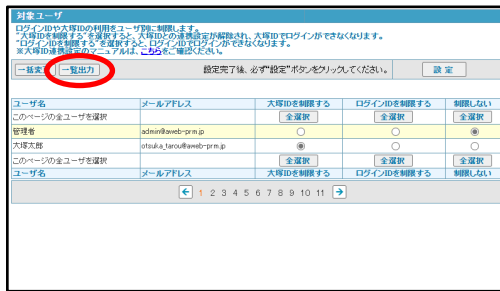 対象ユーザ
ログインIDや大塚IDの利用をユーザ別に制限します。
"大塚IDを制限する"を選択すると、大塚IDとの連携設定が解除され、大塚IDでログインができなくなります。
"ログインIDを制限する"を選択すると、ログインIDでログインができなくなります。
※大塚ID連携設定のマニュアルは、こちらをご確認ください。
一括変 一覧出力 設定完了後、必ず"設定"ボタンをクリックしてください。 設 定
ユーザ名 メールアドレス 大塚IDを制限する ログインIDを制限する 制限しない
このページの全ユーザを選択 全選択 全選択 全選択
管理者 admin@aweb-prm.jp
大塚太郎 otsuka_tarou@aweb-prm.jp
このページの全ユーザを選択 全選択 全選択 全選択
ユーザ名 メールアドレス 大塚IDを制限する ログインIDを制限する 制限しない
← 1 2 3 4 5 6 7 8 9 10 11 →